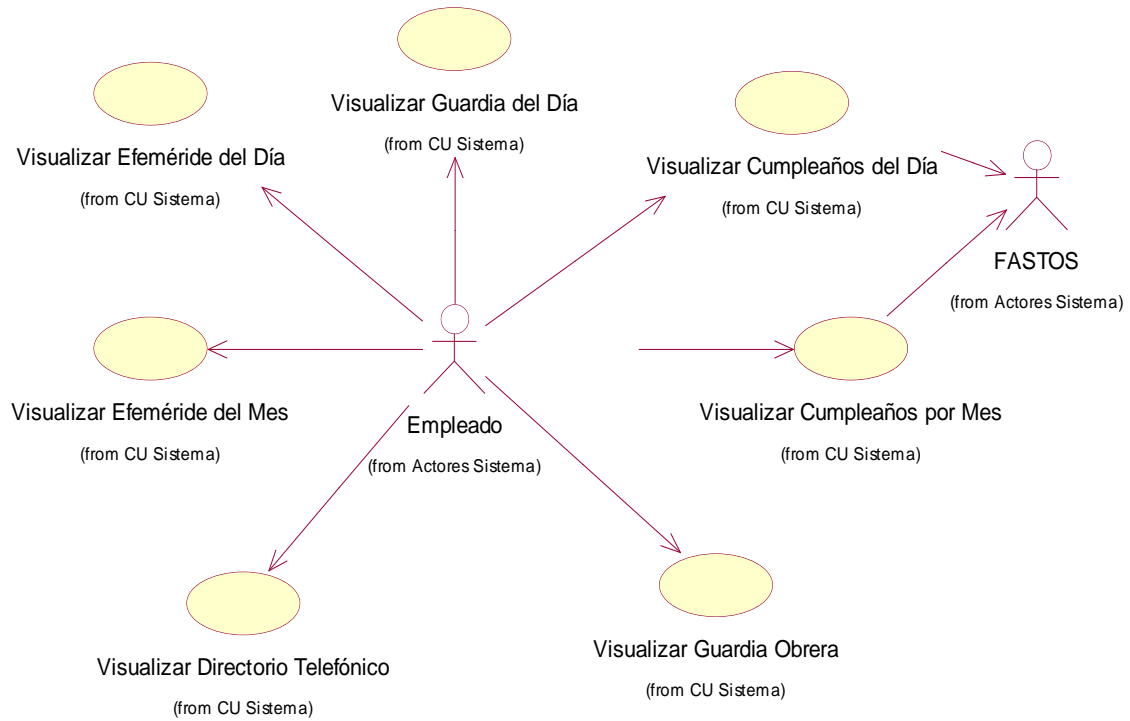 Visualizar Guardia del Día
(from CU Sistema)
Visualizar Efeméride del Día
(from CU Sistema)
Visualizar Cumpleaños del Día
(from CU Sistema)
FASTOS
(from Actores Sistema)
Visualizar Efeméride del Mes
(from CU Sistema)
Empleado
(from Actores Sistema)
Visualizar Cumpleaños por Mes
(from CU Sistema)
Visualizar Directorio Telefónico
(from CU Sistema)
Visualizar Guardia Obrera
(from CU Sistema)